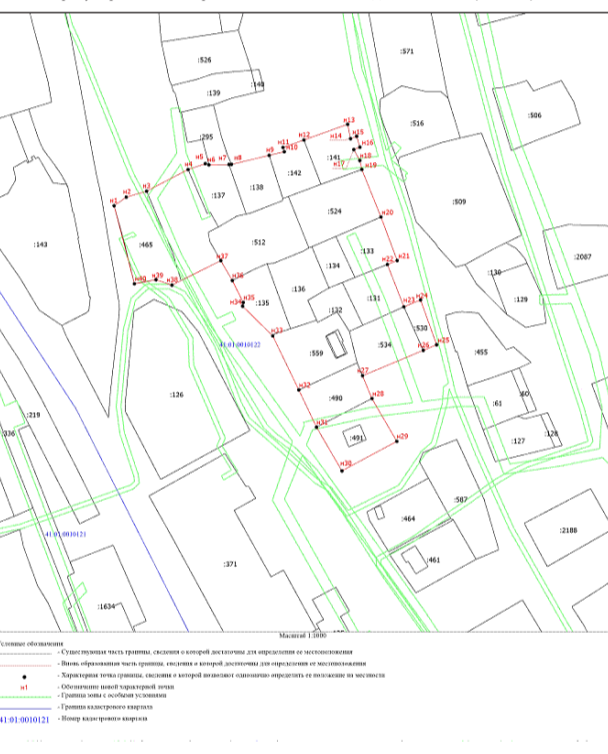 :571
:526
:139
:140
:516
:586
:295
н13
н14
н15
н12
н11
н10
н16
н9
:141
н17
н18
н19
н5
н6
н7
н8
н4
:142
:138
:137
н3
н2
н1
:509
:524
н20
:465
:143
:512
:133
н21
н22
:134
н37
:2087
:130
н40
н39
н38
н36
:136
:129
н35
н34
:135
:131
н23
н24
:132
:530
н33
41:01:0010122
:534
н26
н25
:559
:455
н27
:126
н32
:490
н28
:60
:61
:219
:336
н31
:491
н29
:127
:128
н30
:587
:464
:2188
41:01:0010121
:461
:371
:1634
Масштаб 1:1000
Условные обозначения
- Существующая часть границы, сведения о которой достаточны для определения ее местоположения
- Вновь образованная часть границы, сведения о которой достаточны для определения ее местоположения
- Характерная точка границы, сведения о которой позволяют однозначно определить ее положение на местности
н1 - Обозначение новой характерной точки
- Граница зоны с особыми условиями
- Граница кадастрового квартала
41:01:0010121 - Номер кадастрового квартала